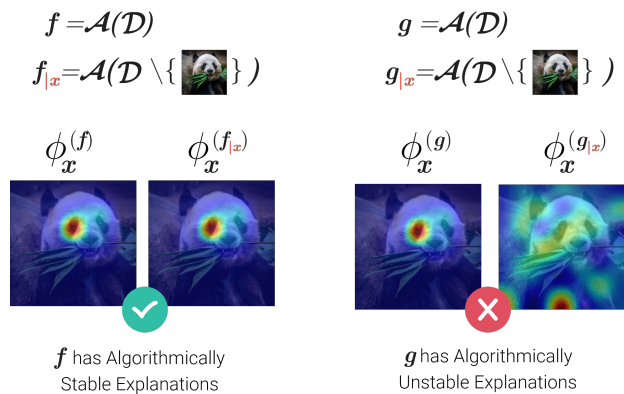 f = A(D)
f|x = A(D \ { } )
ϕx(f) ϕx(f|x)
f has Algorithmically
Stable Explanations
g = A(D)
g|x = A(D \ { } )
ϕx(g) ϕx(g|x)
g has Algorithmically
Unstable Explanations